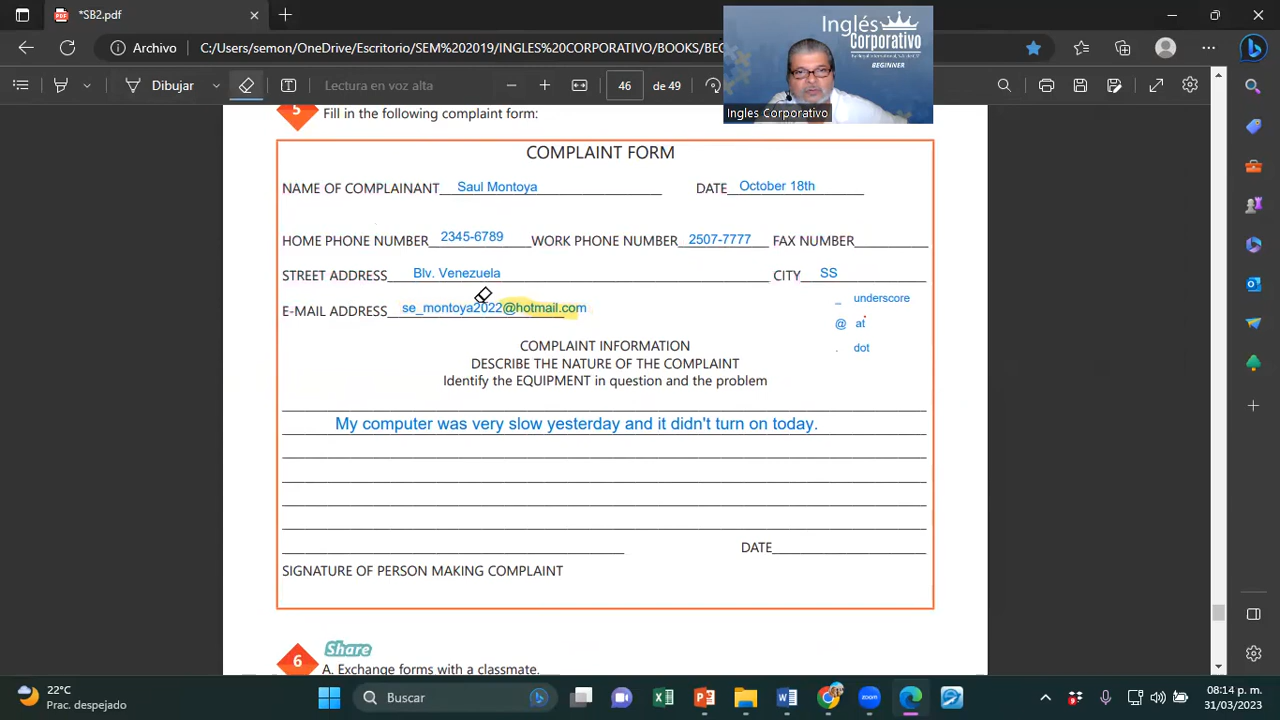 *SB2.pdf
Archivo
C:/Users/semon/OneDrive/Escritorio/SEM%202019/INGLES%20CORPORATIVO/BOOKS/BEG
Inglés
Corporativo
BEGINNER
Ingles Corporativo
Dibujar
Lectura en voz alta
46 de 49
5 Fill in the following complaint form:
COMPLAINT FORM
NAME OF COMPLAINANT Saul Montoya DATE October 18th
HOME PHONE NUMBER 2345-6789 WORK PHONE NUMBER 2507-7777 FAX NUMBER
STREET ADDRESS Blv. Venezuela CITY SS
_ underscore
E-MAIL ADDRESS se_montoya2022@hotmail.com
@ at
. dot
COMPLAINT INFORMATION
DESCRIBE THE NATURE OF THE COMPLAINT
Identify the EQUIPMENT in question and the problem
My computer was very slow yesterday and it didn't turn on today.
DATE
SIGNATURE OF PERSON MAKING COMPLAINT
Share
6 A. Exchange forms with a classmate.
22°C
Prac. despejado
Buscar
zoom
08:14 p.m.
31/03/2023